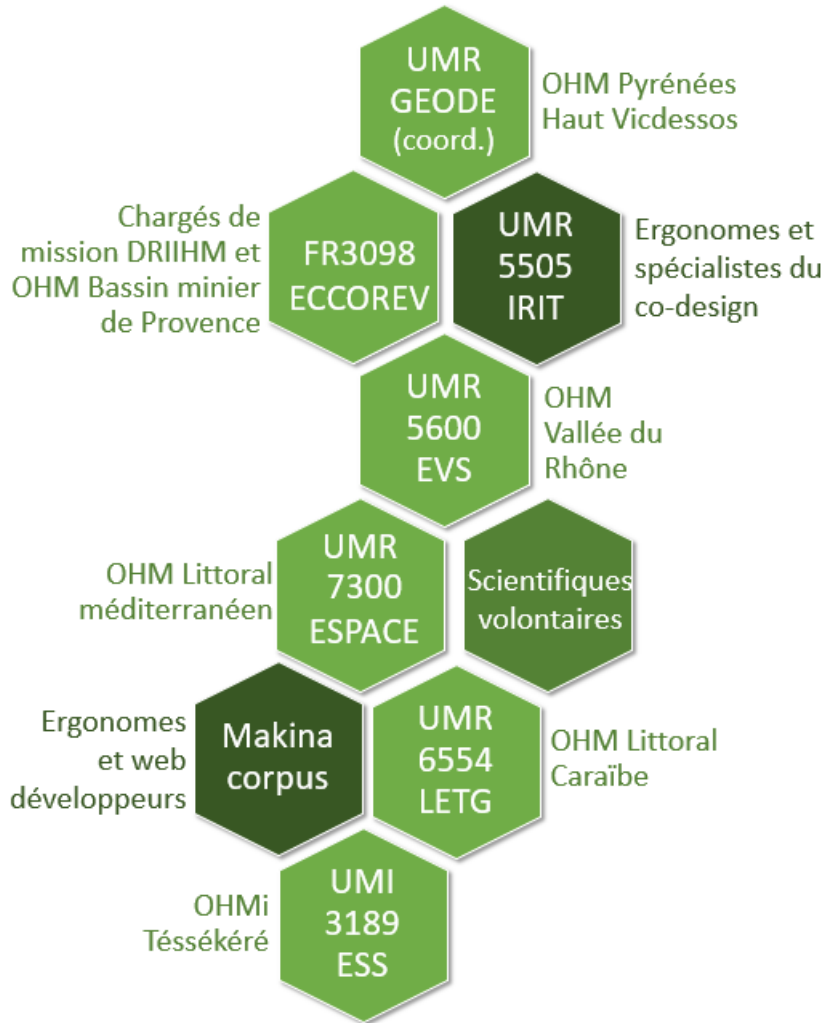 UMR
GEODE
(coord.)
OHM Pyrénées
Haut Vicdessos
Chargés de
mission DRIIHM et
OHM Bassin minier
de Provence
FR3098
ECCOREV
UMR
5505
IRIT
Ergonomes et
spécialistes du
co-design
UMR
5600
EVS
OHM
Vallée du
Rhône
OHM Littoral
méditerranéen
UMR
7300
ESPACE
Scientifiques
volontaires
Ergonomes
et web
développeurs
Makina
corpus
UMR
6554
LETG
OHM Littoral
Caraïbe
OHMi
Téssékéré
UMI
3189
ESS